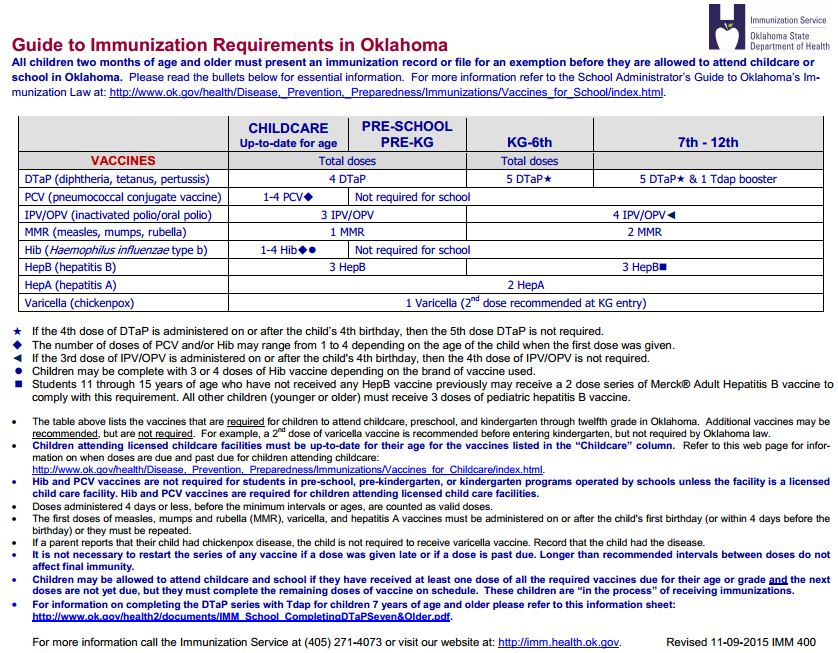 Immunization Service
Oklahoma State
Department of Health
Guide to Immunization Requirements in Oklahoma
All children two months of age and older must present an immunization record or file for an exemption before they are allowed to attend childcare or
school in Oklahoma. Please read the bullets below for essential information. For more information refer to the School Administrator's Guide to Oklahoma's Im-
munization Law at: http://www.ok.gov/health/Disease,_Prevention,_Preparedness/Immunizations/Vaccines_for_School/index.html.
CHILDCARE Up-to-date for age PRE-SCHOOL PRE-KG KG-6th 7th - 12th
VACCINES Total doses Total doses
DTaP (diphtheria, tetanus, pertussis) 4 DTaP 5 DTaP★ 5 DTaP★ & 1 Tdap booster
PCV (pneumococcal conjugate vaccine) 1-4 PCV◆ Not required for school
IPV/OPV (inactivated polio/oral polio) 3 IPV/OPV 4 IPV/OPV◄
MMR (measles, mumps, rubella) 1 MMR 2 MMR
Hib (Haemophilus influenzae type b) 1-4 Hib◆● Not required for school
HepB (hepatitis B) 3 HepB 3 HepB■
HepA (hepatitis A) 2 HepA
Varicella (chickenpox) 1 Varicella (2nd dose recommended at KG entry)
★ If the 4th dose of DTaP is administered on or after the child's 4th birthday, then the 5th dose DTaP is not required.
◆ The number of doses of PCV and/or Hib may range from 1 to 4 depending on the age of the child when the first dose was given.
◄ If the 3rd dose of IPV/OPV is administered on or after the child's 4th birthday, then the 4th dose of IPV/OPV is not required.
● Children may be complete with 3 or 4 doses of Hib vaccine depending on the brand of vaccine used.
■ Students 11 through 15 years of age who have not received any HepB vaccine previously may receive a 2 dose series of Merck® Adult Hepatitis B vaccine to
comply with this requirement. All other children (younger or older) must receive 3 doses of pediatric hepatitis B vaccine.
• The table above lists the vaccines that are required for children to attend childcare, preschool, and kindergarten through twelfth grade in Oklahoma. Additional vaccines may be
recommended, but are not required. For example, a 2nd dose of varicella vaccine is recommended before entering kindergarten, but not required by Oklahoma law.
• Children attending licensed childcare facilities must be up-to-date for their age for the vaccines listed in the "Childcare" column. Refer to this web page for infor-
mation on when doses are due and past due for children attending childcare:
http://www.ok.gov/health/Disease,_Prevention,_Preparedness/Immunizations/Vaccines_for_Childcare/index.html.
• Hib and PCV vaccines are not required for students in pre-school, pre-kindergarten, or kindergarten programs operated by schools unless the facility is a licensed
child care facility. Hib and PCV vaccines are required for children attending licensed child care facilities.
• Doses administered 4 days or less, before the minimum intervals or ages, are counted as valid doses.
• The first doses of measles, mumps and rubella (MMR), varicella, and hepatitis A vaccines must be administered on or after the child's first birthday (or within 4 days before the
birthday) or they must be repeated.
• If a parent reports that their child had chickenpox disease, the child is not required to receive varicella vaccine. Record that the child had the disease.
• It is not necessary to restart the series of any vaccine if a dose was given late or if a dose is past due. Longer than recommended intervals between doses do not
affect final immunity.
• Children may be allowed to attend childcare and school if they have received at least one dose of all the required vaccines due for their age or grade and the next
doses are not yet due, but they must complete the remaining doses of vaccine on schedule. These children are "in the process" of receiving immunizations.
• For information on completing the DTaP series with Tdap for children 7 years of age and older please refer to this information sheet:
http://www.ok.gov/health2/documents/IMM_School_CompletingDTaPSeven&Older.pdf.
For more information call the Immunization Service at (405) 271-4073 or visit our website at: http://imm.health.ok.gov. Revised 11-09-2015 IMM 400